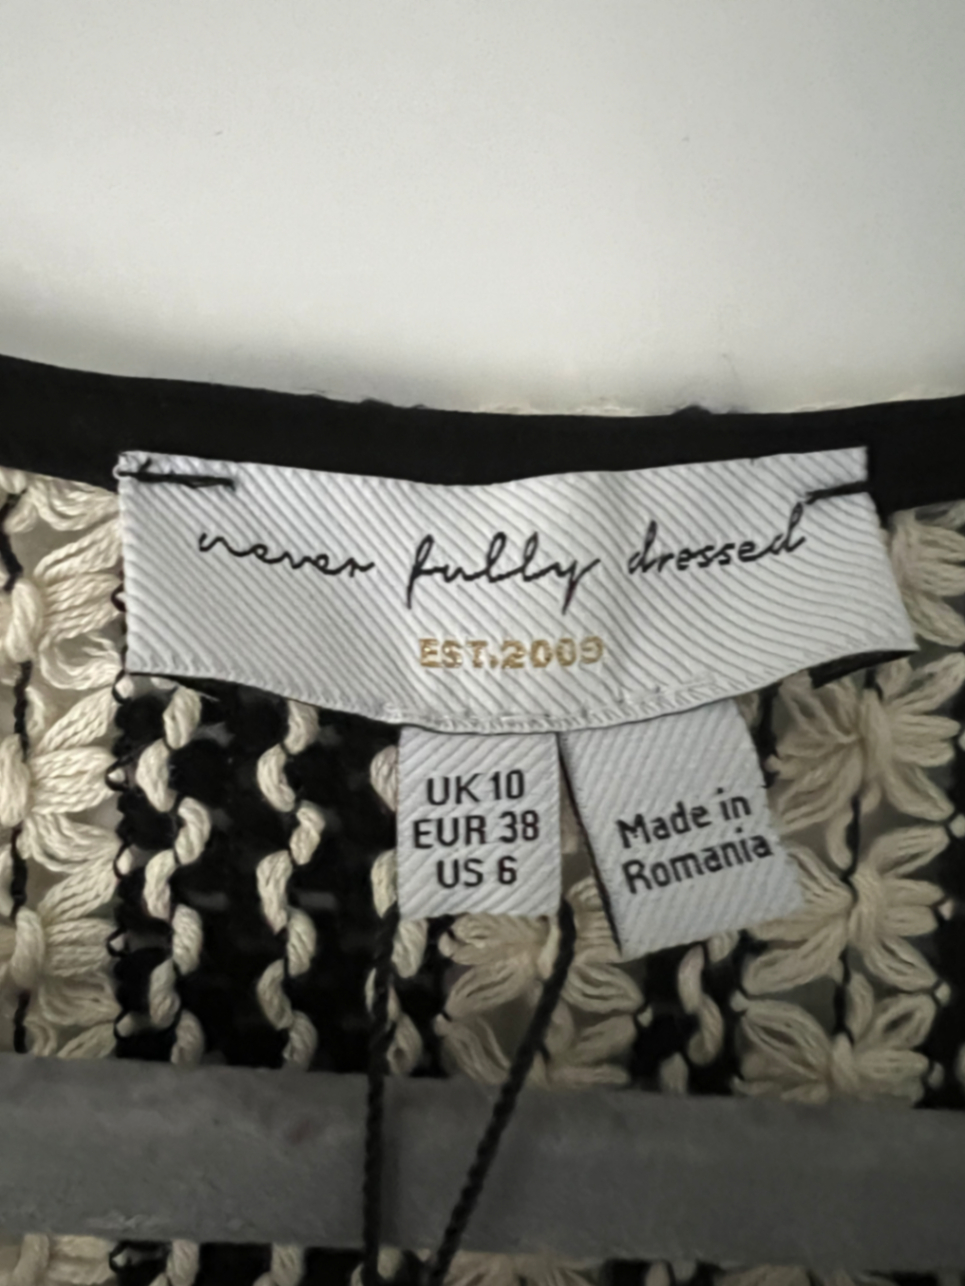 never fully dressed
EST.2009
UK 10
EUR 38
US 6
Made in
Romania